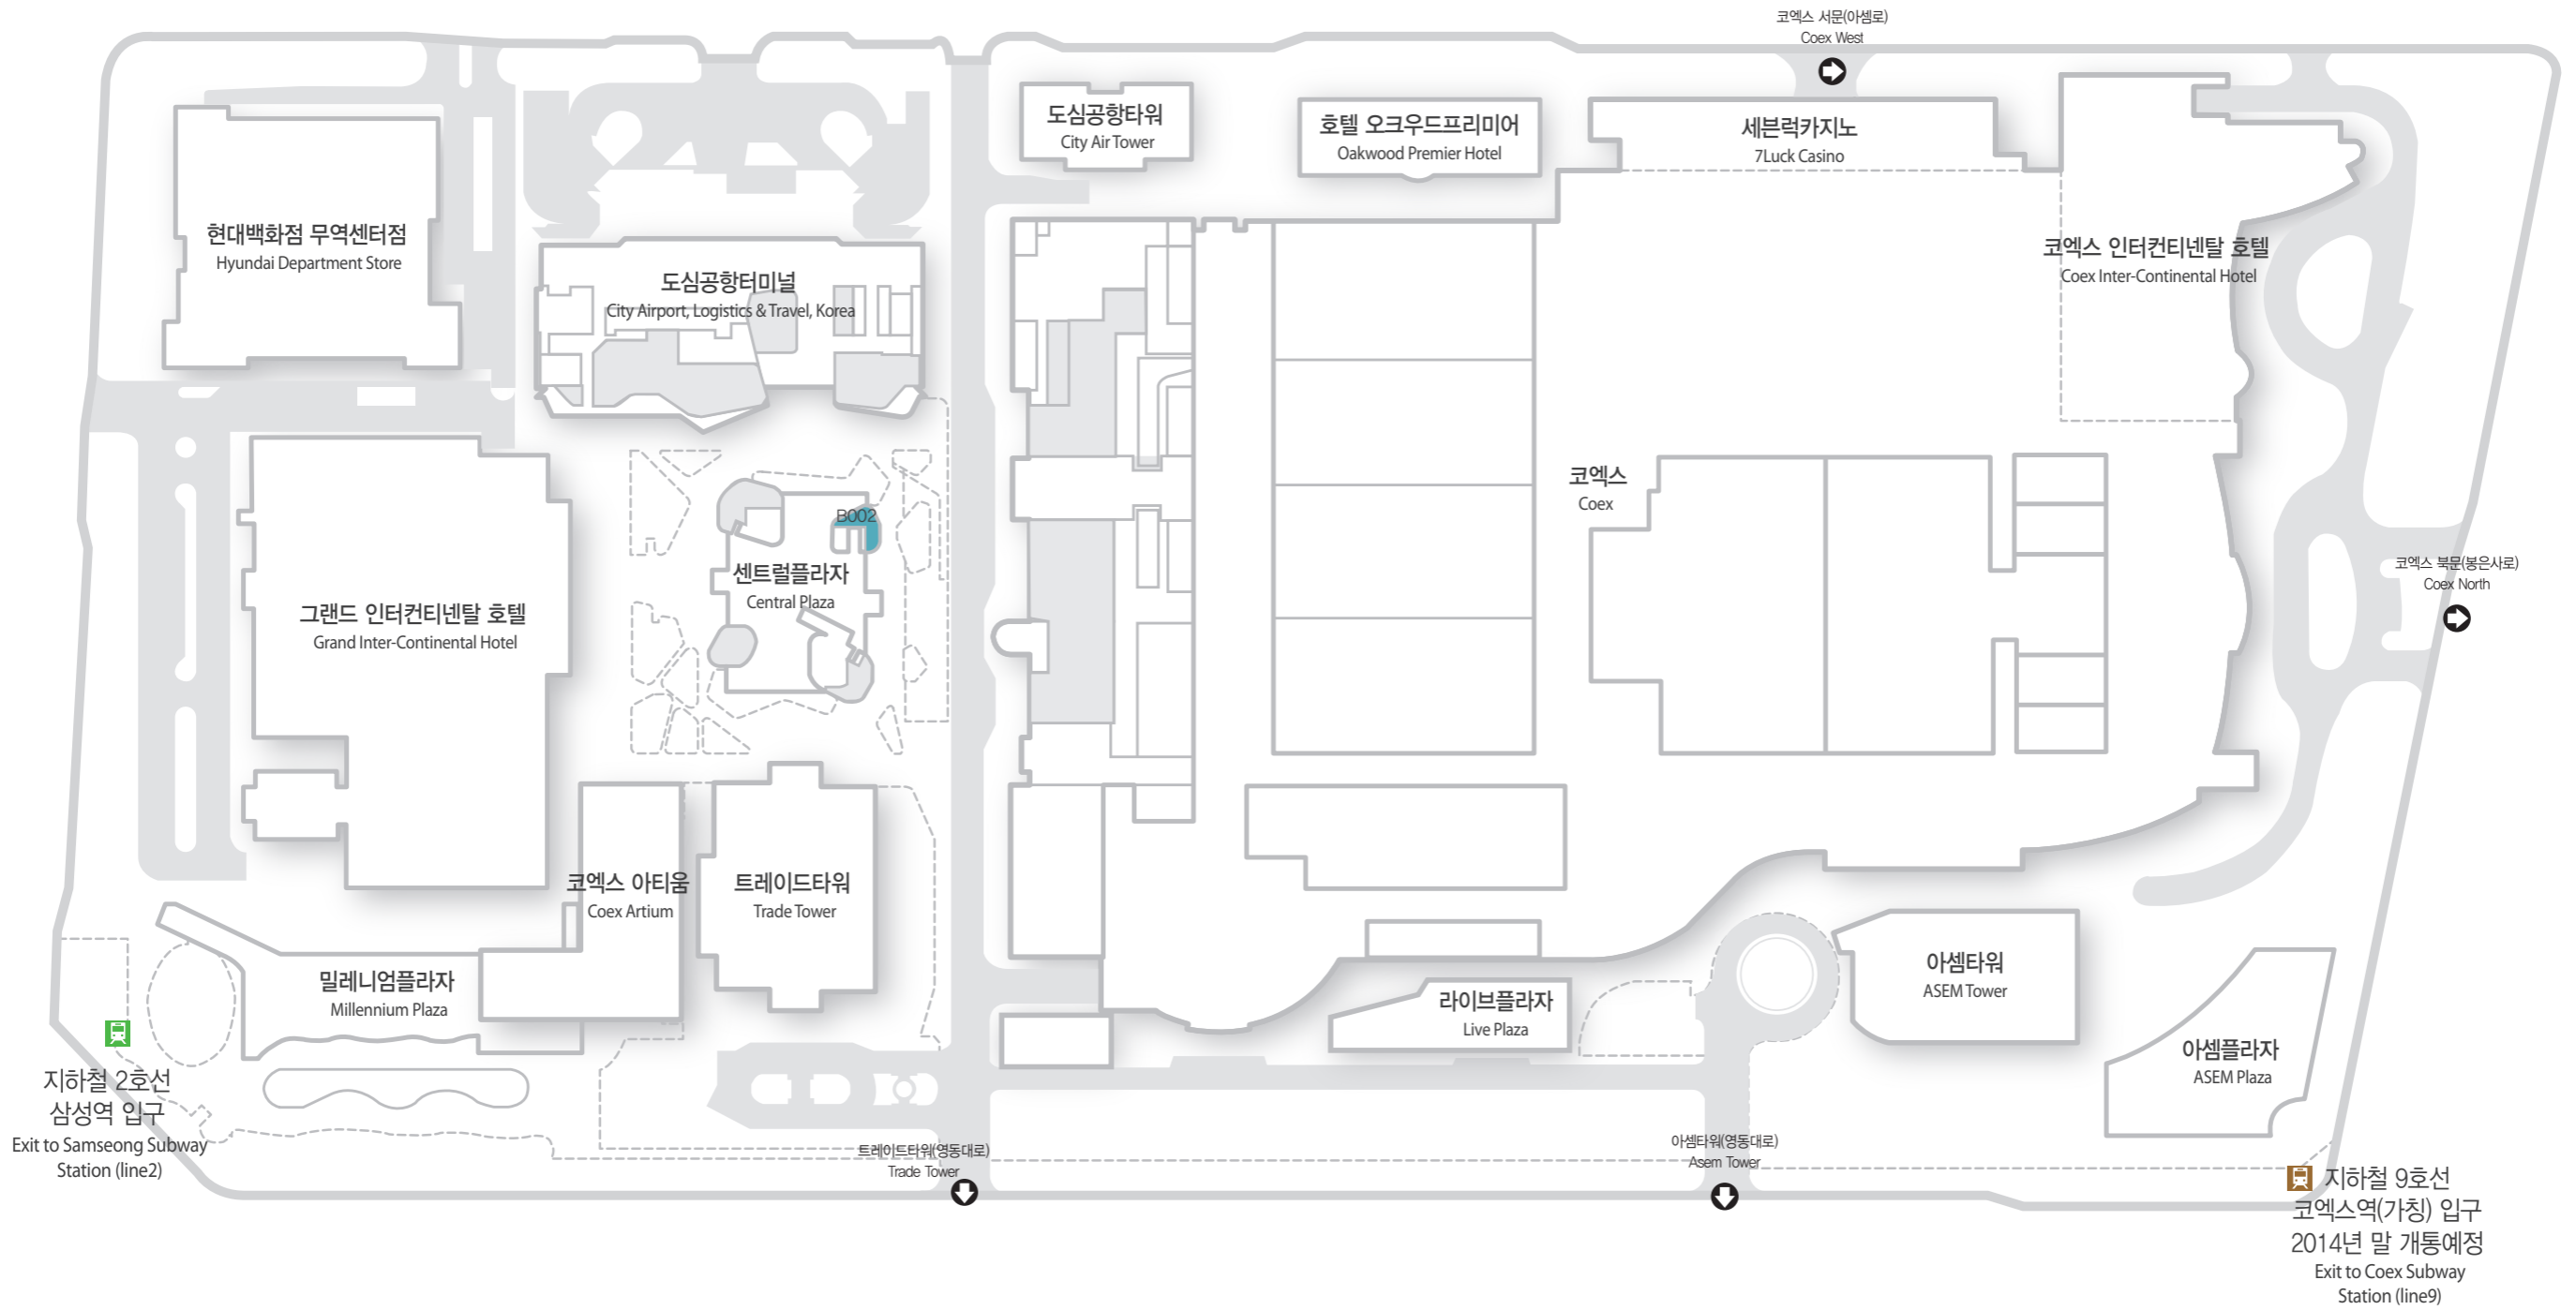 코엑스 서문(아셈로)
Coex West
도심공항타워
City Air Tower
호텔 오크우드프리미어
Oakwood Premier Hotel
세븐럭카지노
7Luck Casino
현대백화점 무역센터점
Hyundai Department Store
도심공항터미널
City Airport, Logistics & Travel, Korea
코엑스 인터컨티넨탈 호텔
Coex Inter-Continental Hotel
코엑스
Coex
B002
센트럴플라자
Central Plaza
코엑스 북문(봉은사로)
Coex North
그랜드 인터컨티넨탈 호텔
Grand Inter-Continental Hotel
코엑스 아티움
Coex Artium
트레이드타워
Trade Tower
밀레니엄플라자
Millennium Plaza
라이브플라자
Live Plaza
아셈타워
ASEM Tower
아셈플라자
ASEM Plaza
지하철 2호선
삼성역 입구
Exit to Samseong Subway
Station (line2)
트레이드타워(영동대로)
Trade Tower
아셈타워(영동대로)
Asem Tower
지하철 9호선
코엑스역(가칭) 입구
2014년 말 개통예정
Exit to Coex Subway
Station (line9)